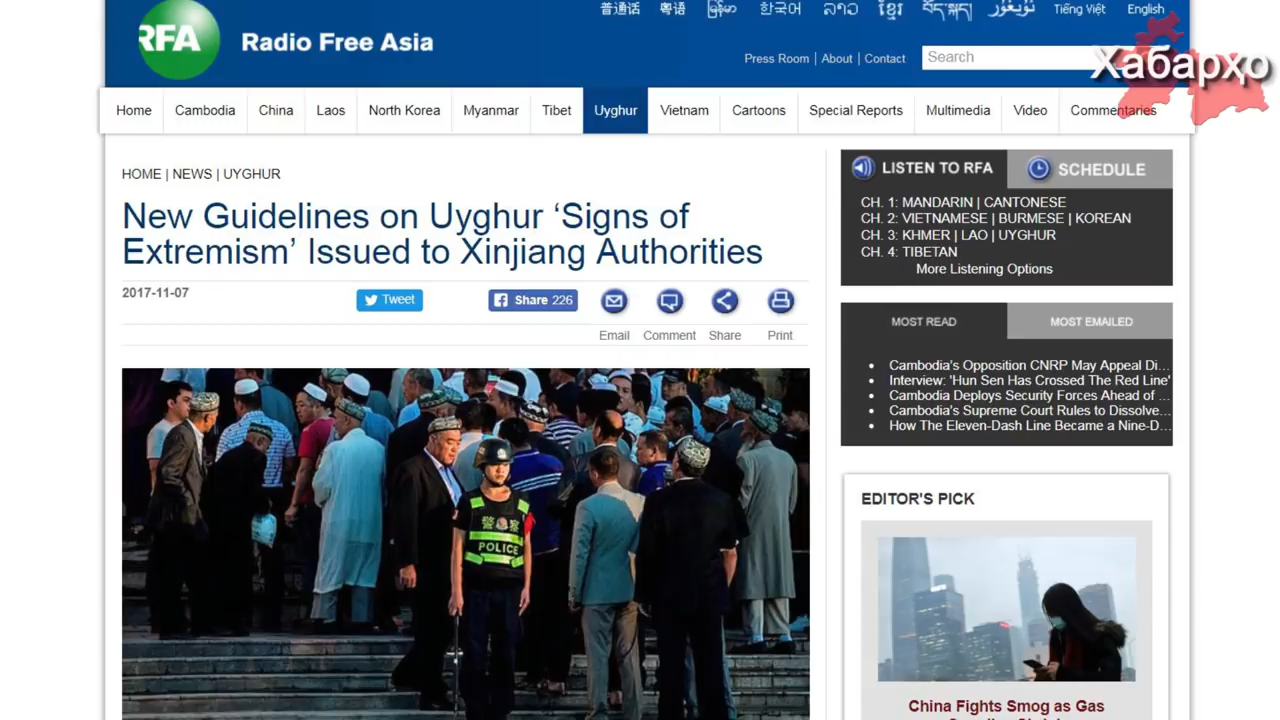 普通话 粤语 မြန်မာ 한국어 ລາວ ខ្មែរ བོད་སྐད། ئۇيغۇر Tiếng Việt English
RFA Radio Free Asia
Press Room | About | Contact
Search
Хабарҳо
Home Cambodia China Laos North Korea Myanmar Tibet Uyghur Vietnam Cartoons Special Reports Multimedia Video Commentaries
HOME | NEWS | UYGHUR
New Guidelines on Uyghur ‘Signs of
Extremism’ Issued to Xinjiang Authorities
2017-11-07
Tweet
Share 226
Email Comment Share Print
警 察
POLICE
LISTEN TO RFA SCHEDULE
CH. 1: MANDARIN | CANTONESE
CH. 2: VIETNAMESE | BURMESE | KOREAN
CH. 3: KHMER | LAO | UYGHUR
CH. 4: TIBETAN
More Listening Options
MOST READ MOST EMAILED
Cambodia's Opposition CNRP May Appeal Di...
Interview: 'Hun Sen Has Crossed The Red Line'
Cambodia Deploys Security Forces Ahead of ...
Cambodia's Supreme Court Rules to Dissolve...
How The Eleven-Dash Line Became a Nine-D...
EDITOR'S PICK
China Fights Smog as Gas